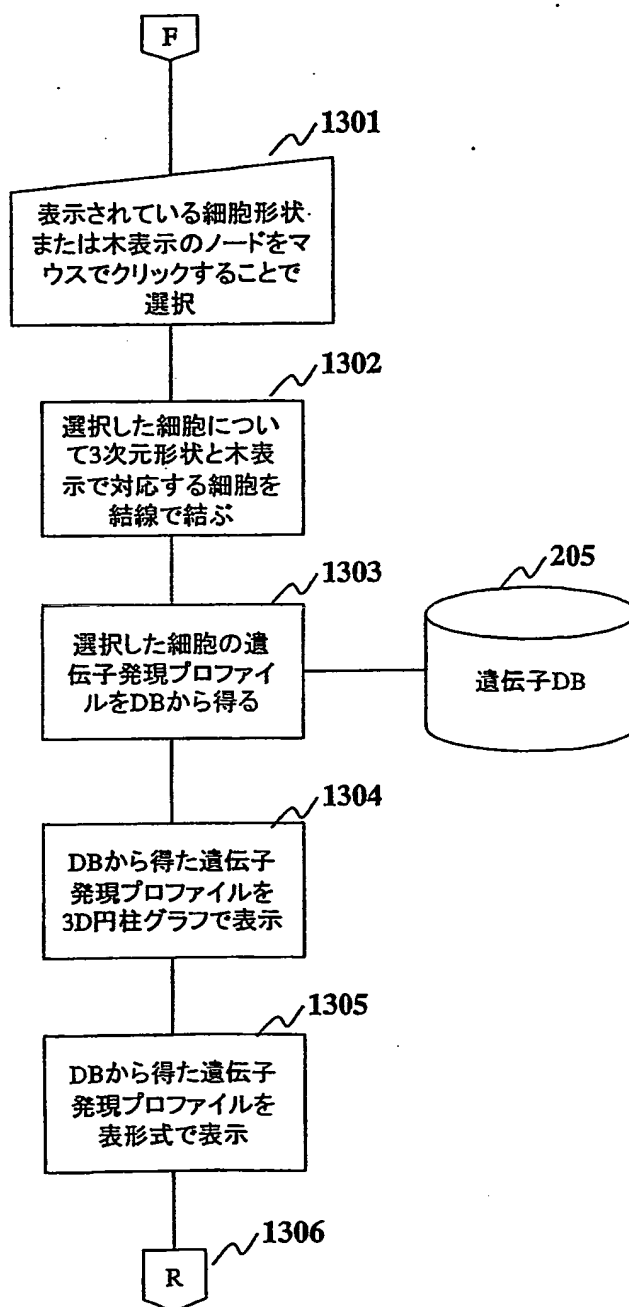 F
1301
表示されている細胞形状
または木表示のノードをマ
ウスでクリックすることで
選択
1302
選択した細胞につい
て3次元形状と木表
示で対応する細胞を
結線で結ぶ
1303
選択した細胞の遺
伝子発現プロファイ
ルをDBから得る
205
遺伝子DB
1304
DBから得た遺伝子
発現プロファイルを
3D円柱グラフで表示
1305
DBから得た遺伝子
発現プロファイルを
表形式で表示
1306
R